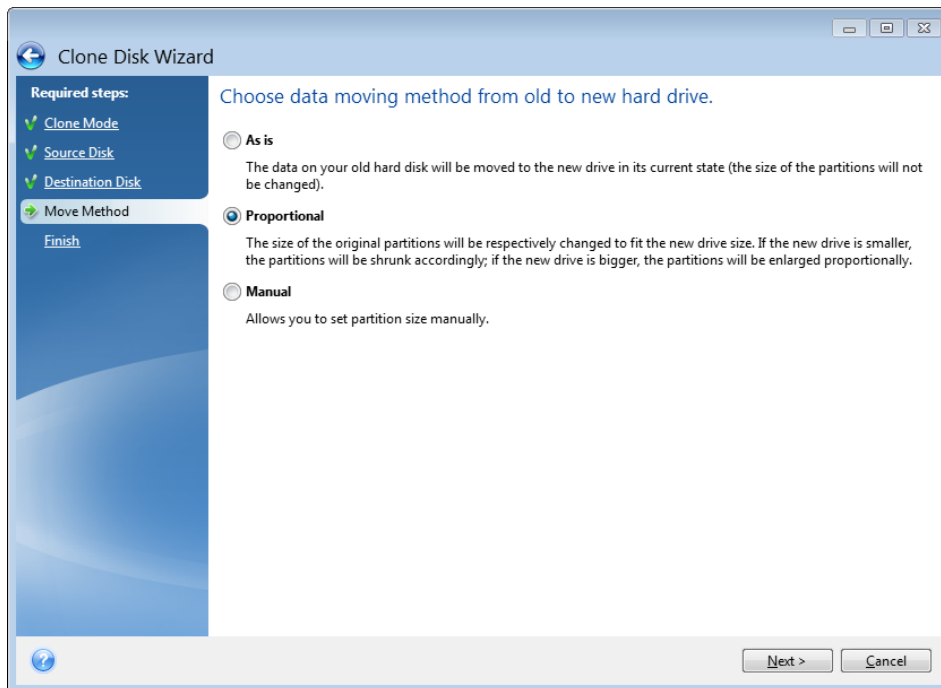 Clone Disk Wizard
Required steps:
Clone Mode
Source Disk
Destination Disk
Move Method
Finish
Choose data moving method from old to new hard drive.
As is
The data on your old hard disk will be moved to the new drive in its current state (the size of the partitions will not
be changed).
Proportional
The size of the original partitions will be respectively changed to fit the new drive size. If the new drive is smaller,
the partitions will be shrunk accordingly; if the new drive is bigger, the partitions will be enlarged proportionally.
Manual
Allows you to set partition size manually.
?
Next >
Cancel